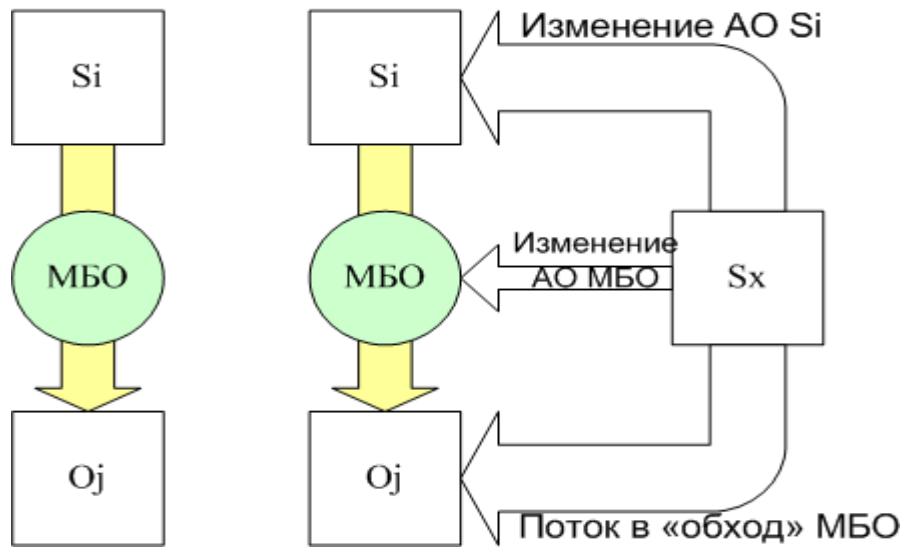 Изменение АО Si
Si
Si
МБО
МБО
Изменение
АО МБО
Sx
Oj
Oj
Поток в «обход» МБО